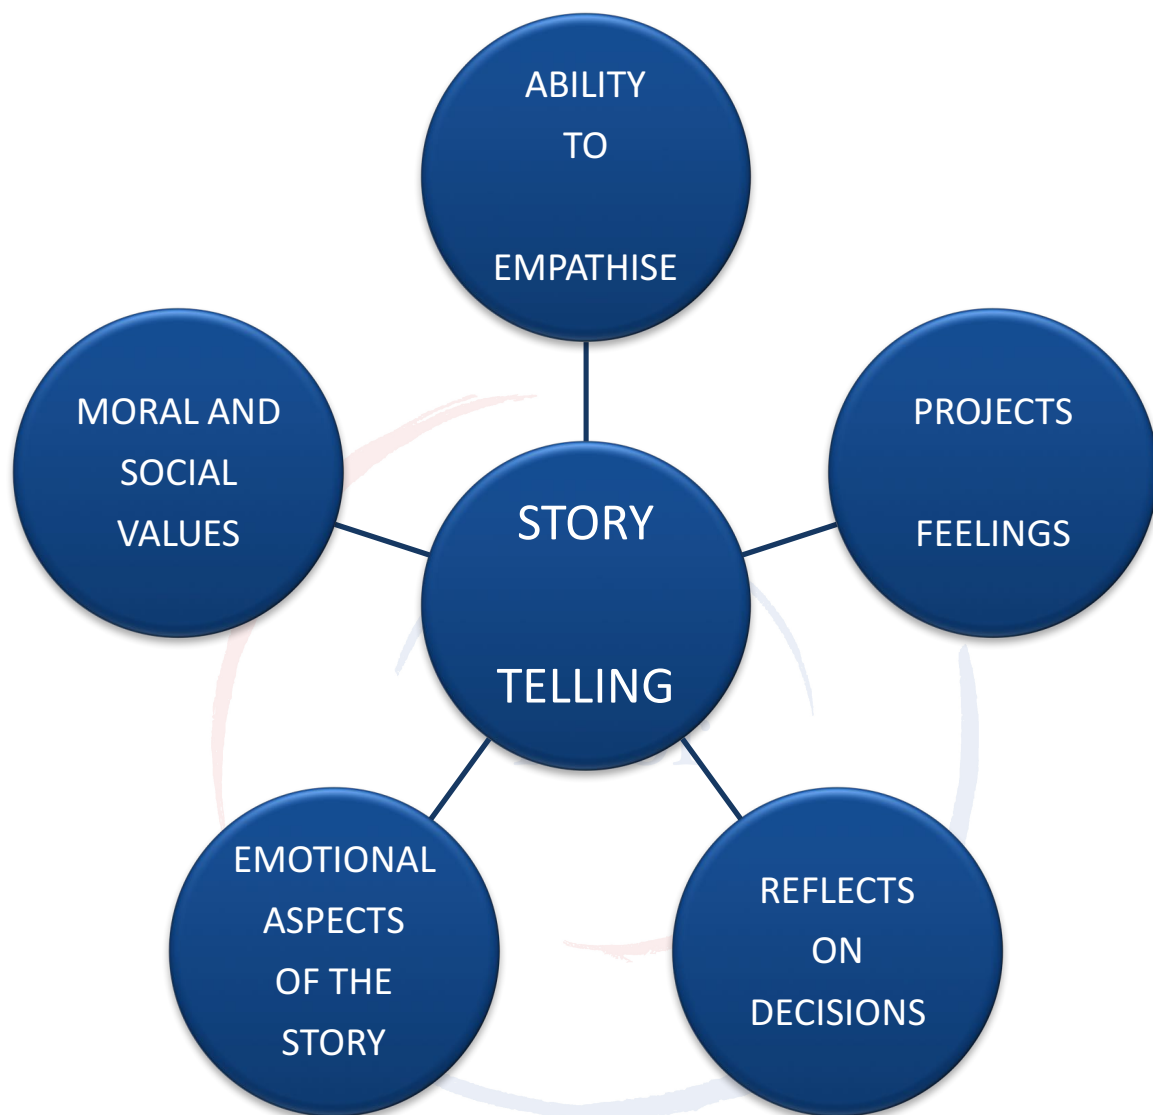 ABILITY
TO
EMPATHISE
MORAL AND
SOCIAL
VALUES
PROJECTS
FEELINGS
STORY
TELLING
EMOTIONAL
ASPECTS
OF THE
STORY
REFLECTS
ON
DECISIONS